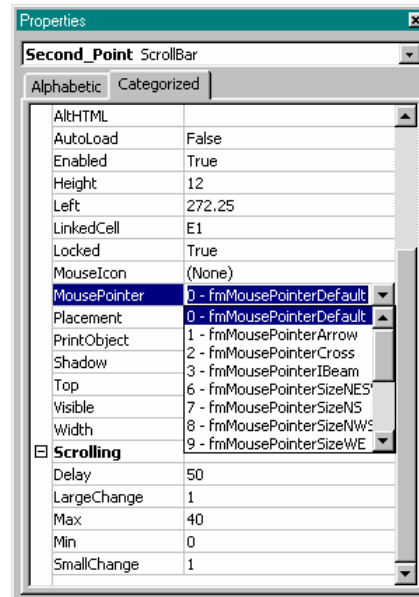 Properties
Second_Point ScrollBar
Alphabetic Categorized
AltHTML
AutoLoad False
Enabled True
Height 12
Left 272.25
LinkedCell E1
Locked True
MouseIcon (None)
MousePointer 0 - fmMousePointerDefault
Placement 0 - fmMousePointerDefault
PrintObject 1 - fmMousePointerArrow
2 - fmMousePointerCross
Shadow 3 - fmMousePointerIBeam
Top 6 - fmMousePointerSizeNES
Visible 7 - fmMousePointerSizeNS
Width 8 - fmMousePointerSizeNWS
9 - fmMousePointerSizeWE
Scrolling
Delay 50
LargeChange 1
Max 40
Min 0
SmallChange 1